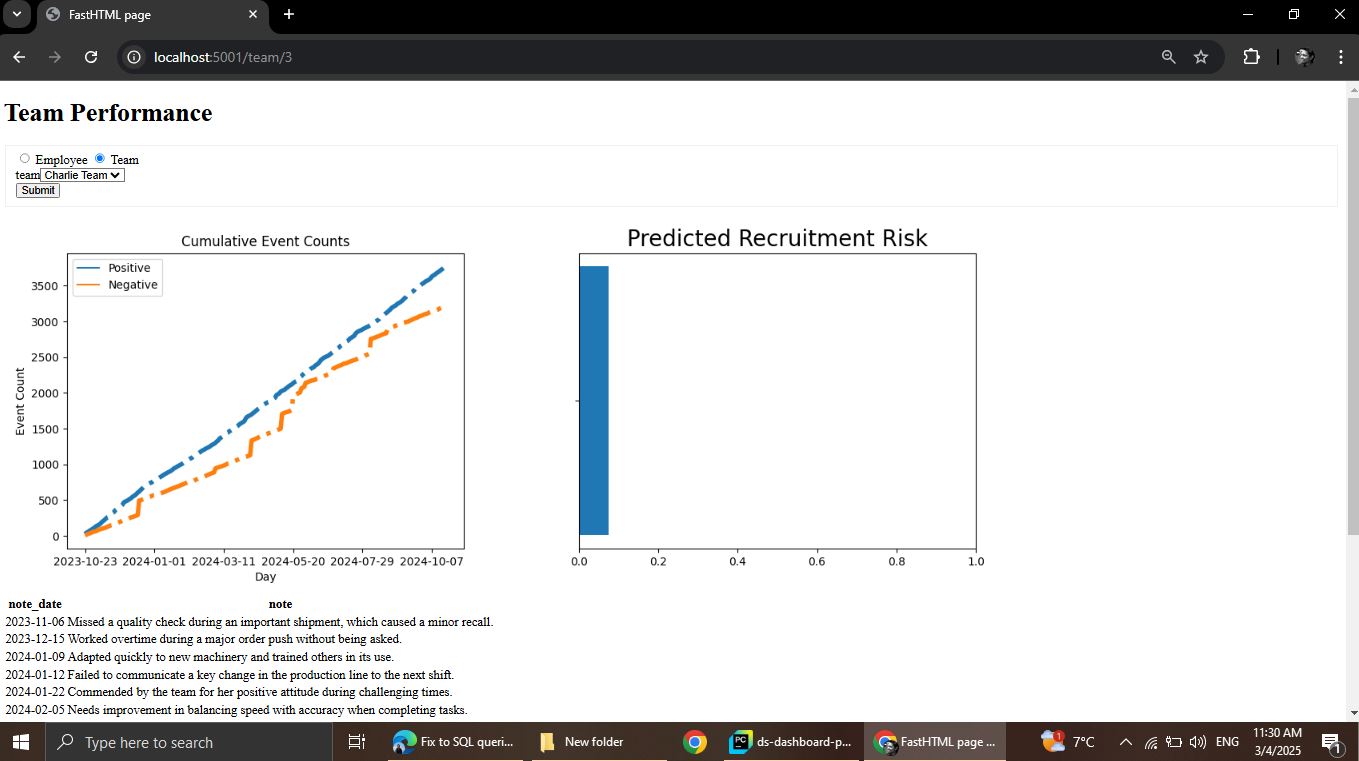 FastHTML page
localhost:5001/team/3
Team Performance
Employee Team
team Charlie Team
Submit
Cumulative Event Counts
Positive
Negative
3500
3000
2500
2000
1500
1000
500
0
Event Count
2023-10-23 2024-01-01 2024-03-11 2024-05-20 2024-07-29 2024-10-07
Day
Predicted Recruitment Risk
0.0 0.2 0.4 0.6 0.8 1.0
note_date note
2023-11-06 Missed a quality check during an important shipment, which caused a minor recall.
2023-12-15 Worked overtime during a major order push without being asked.
2024-01-09 Adapted quickly to new machinery and trained others in its use.
2024-01-12 Failed to communicate a key change in the production line to the next shift.
2024-01-22 Commended by the team for her positive attitude during challenging times.
2024-02-05 Needs improvement in balancing speed with accuracy when completing tasks.
Type here to search
Fix to SQL queri...
New folder
PC
ds-dashboard-p...
FastHTML page ...
1
7°C
ENG
11:30 AM
3/4/2025
1